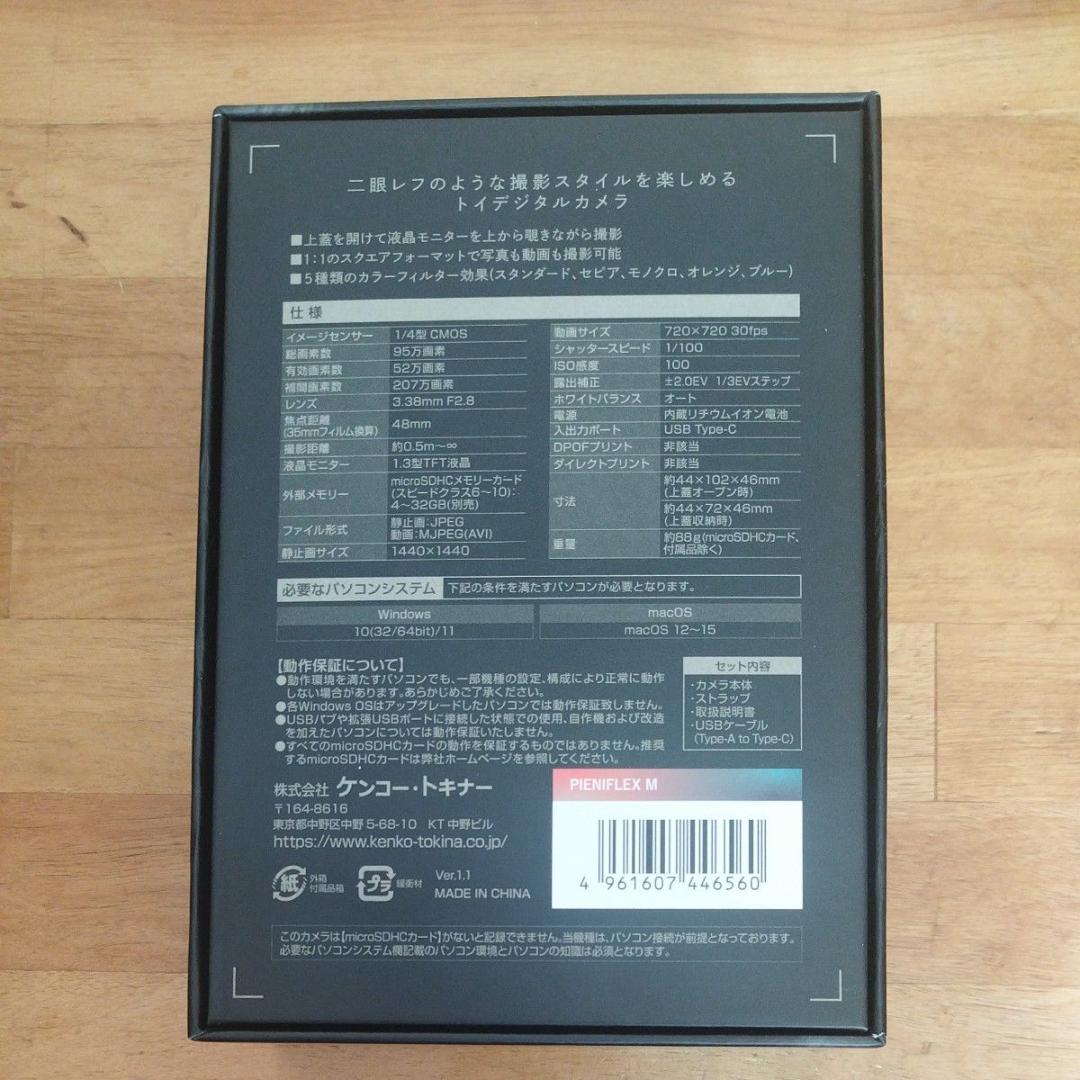 二眼レフのような撮影スタイルを楽しめる
トイデジタルカメラ
■上蓋を開けて液晶モニターを上から覗きながら撮影
■1:1のスクエアフォーマットで写真も動画も撮影可能
■5種類のカラーフィルター効果(スタンダード、セピア、モノクロ、オレンジ、ブルー)
仕様
イメージセンサー 1/4型 CMOS
総画素数 95万画素
有効画素数 52万画素
補間画素数 207万画素
レンズ 3.38mm F2.8
焦点距離
(35mmフィルム換算) 48mm
撮影距離 約0.5m～∞
液晶モニター 1.3型TFT液晶
外部メモリー microSDHCメモリーカード
(スピードクラス6～10):
4～32GB(別売)
ファイル形式 静止画:JPEG
動画:MJPEG(AVI)
静止画サイズ 1440×1440
動画サイズ 720×720 30fps
シャッタースピード 1/100
ISO感度 100
露出補正 ±2.0EV 1/3EVステップ
ホワイトバランス オート
電源 内蔵リチウムイオン電池
入出力ポート USB Type-C
DPOFプリント 非該当
ダイレクトプリント 非該当
寸法 約44×102×46mm
(上蓋オープン時)
約44×72×46mm
(上蓋収納時)
重量 約88g(microSDHCカード、
付属品除く)
必要なパソコンシステム 下記の条件を満たすパソコンが必要となります。
Windows macOS
10(32/64bit)/11 macOS 12～15
【動作保証について】
●動作環境を満たすパソコンでも、一部機種の設定、構成により正常に動作
しない場合があります。あらかじめご了承ください。
●各Windows OSはアップグレードしたパソコンでは動作保証致しません。
●USBハブや拡張USBポートに接続した状態での使用、自作機および改造
を加えたパソコンについては動作保証いたしません。
●すべてのmicroSDHCカードの動作を保証するものではありません。推奨
するmicroSDHCカードは弊社ホームページを参照してください。
セット内容
・カメラ本体
・ストラップ
・取扱説明書
・USBケーブル
(Type-A to Type-C)
株式会社 ケンコー・トキナー
〒164-8616
東京都中野区中野5-68-10 KT中野ビル
https://www.kenko-tokina.co.jp/
紙 外箱
付属品箱
プラ 緩衝材
Ver.1.1
MADE IN CHINA
PIENIFLEX M
4 961607 446560
このカメラは【microSDHCカード】がないと記録できません。当機種は、パソコン接続が前提となっております。
必要なパソコンシステム欄記載のパソコン環境とパソコンの知識は必須となります。